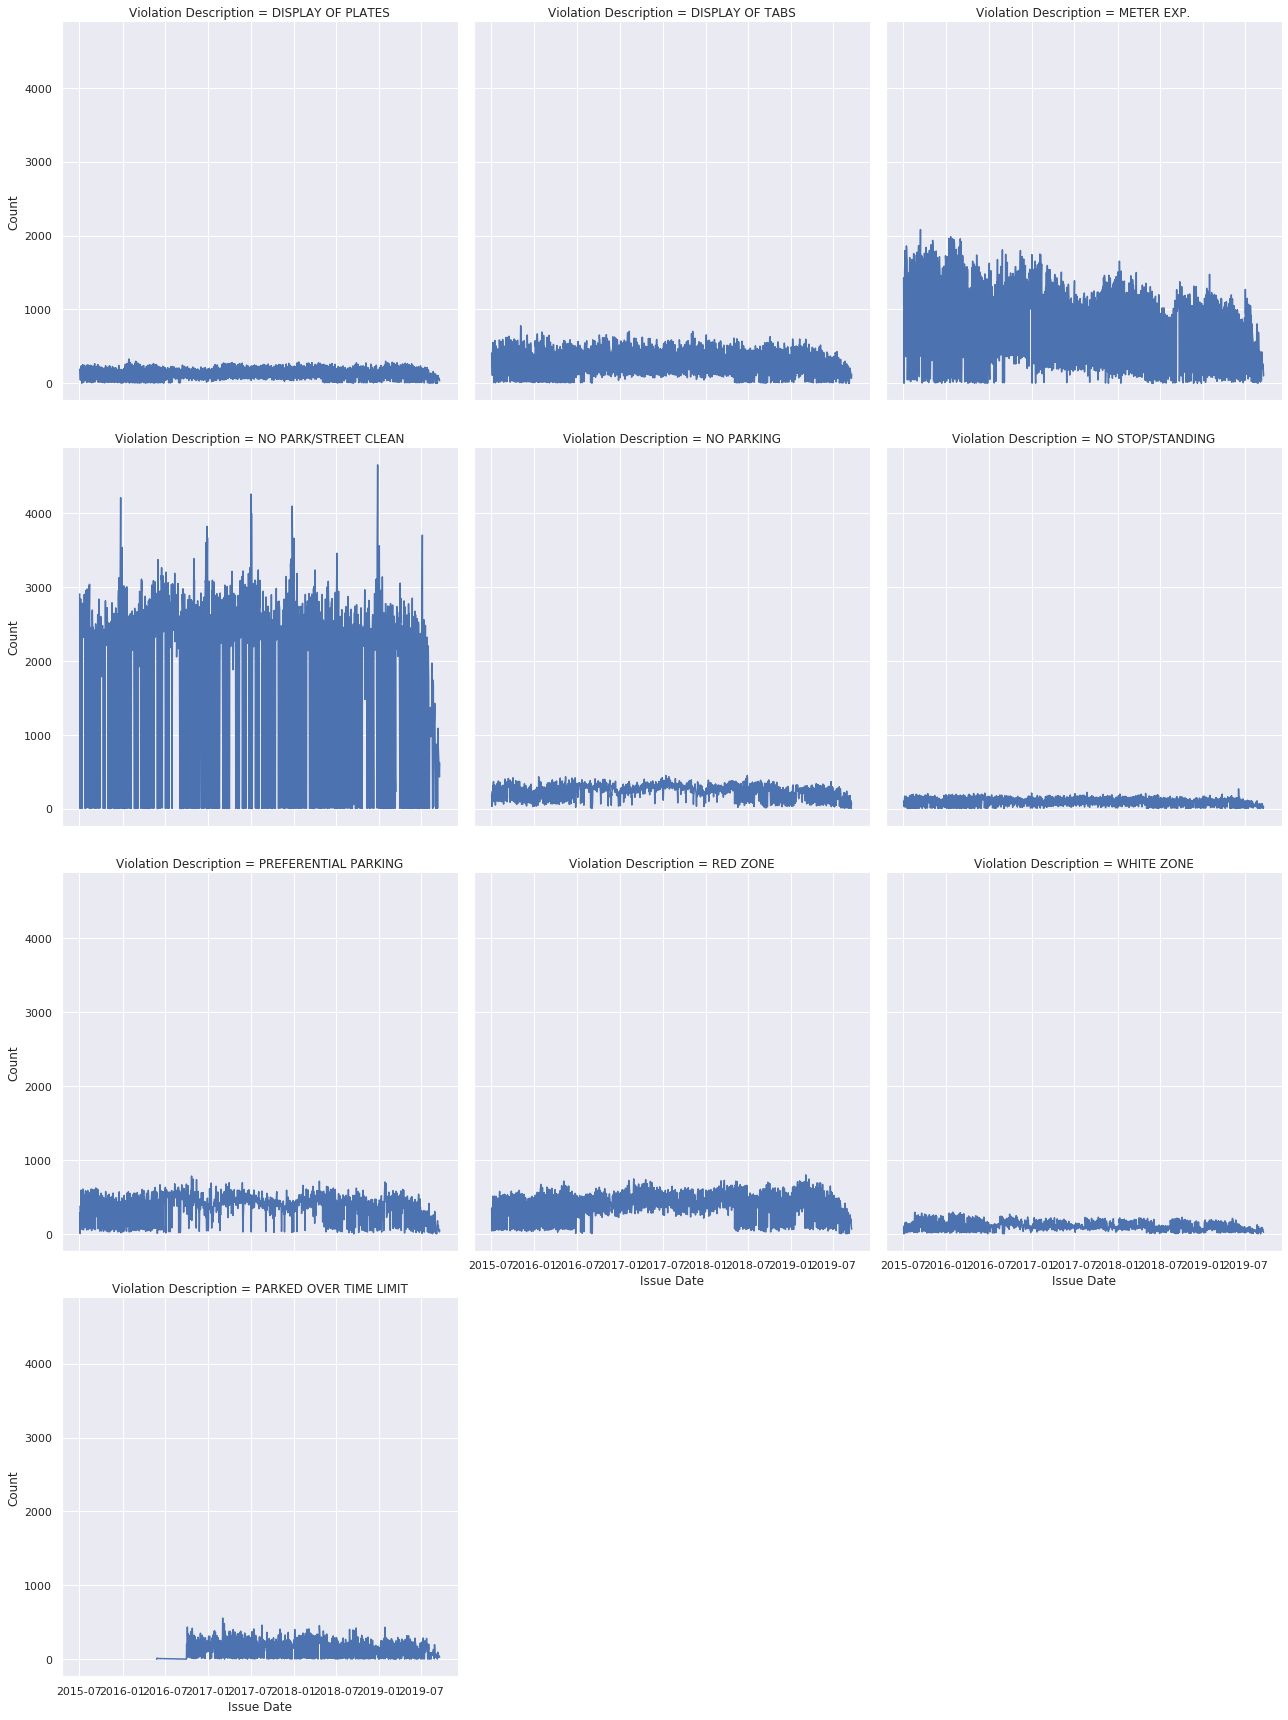 Violation Description = DISPLAY OF PLATES
Violation Description = DISPLAY OF TABS
Violation Description = METER EXP.
4000
3000
2000
1000
0
Count
Violation Description = NO PARK/STREET CLEAN
Violation Description = NO PARKING
Violation Description = NO STOP/STANDING
4000
3000
2000
1000
0
Count
Violation Description = PREFERENTIAL PARKING
Violation Description = RED ZONE
Violation Description = WHITE ZONE
4000
3000
2000
1000
0
Count
2015-07 2016-01 2016-07 2017-01 2017-07 2018-01 2018-07 2019-01 2019-07
Issue Date
2015-07 2016-01 2016-07 2017-01 2017-07 2018-01 2018-07 2019-01 2019-07
Issue Date
Violation Description = PARKED OVER TIME LIMIT
4000
3000
2000
1000
0
Count
2015-07 2016-01 2016-07 2017-01 2017-07 2018-01 2018-07 2019-01 2019-07
Issue Date